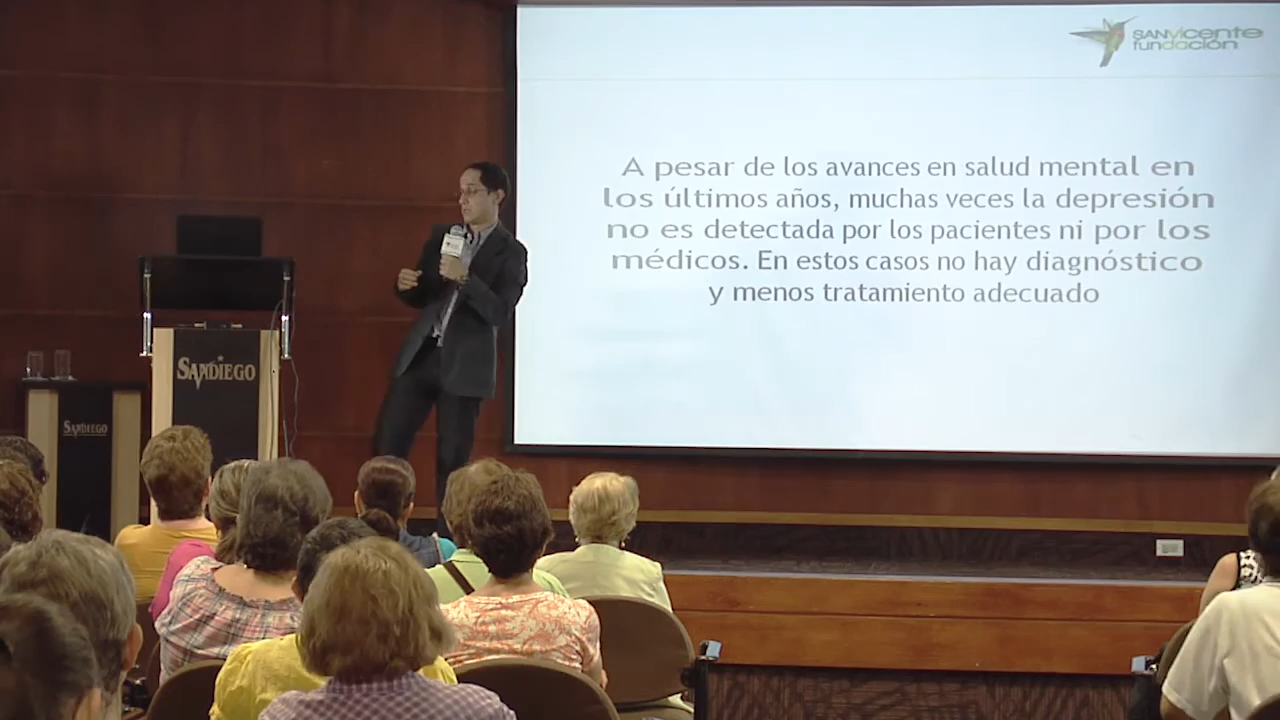 SANVicente
fundación
A pesar de los avances en salud mental en
los últimos años, muchas veces la depresión
no es detectada por los pacientes ni por los
médicos. En estos casos no hay diagnóstico
y menos tratamiento adecuado
SANDIEGO
SANDIEGO